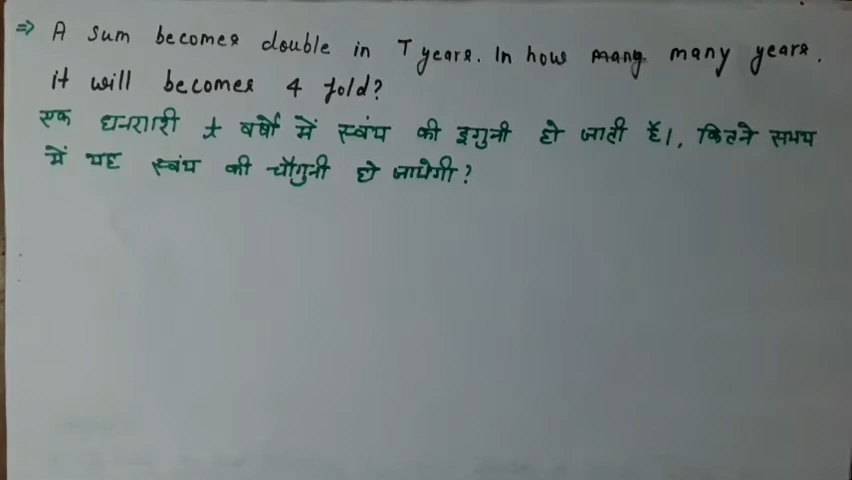 ⇒ A sum becomes double in T years. In how many years.
it will becomes 4 fold?
एक धनराशी t वर्षो में स्वंय की दुगुनी हो जाती है।, कितने समय
में यह स्वंय की चौगुनी हो जायेगी?